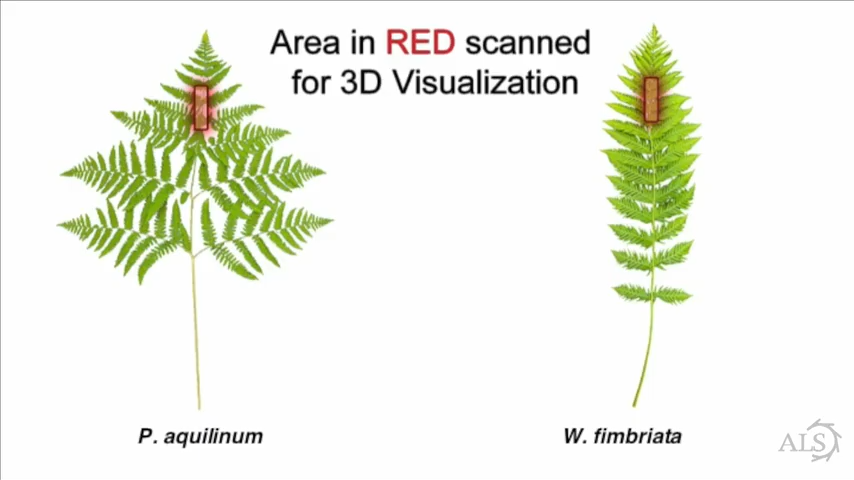 Area in RED scanned
for 3D Visualization
P. aquilinum
W. fimbriata
ALS